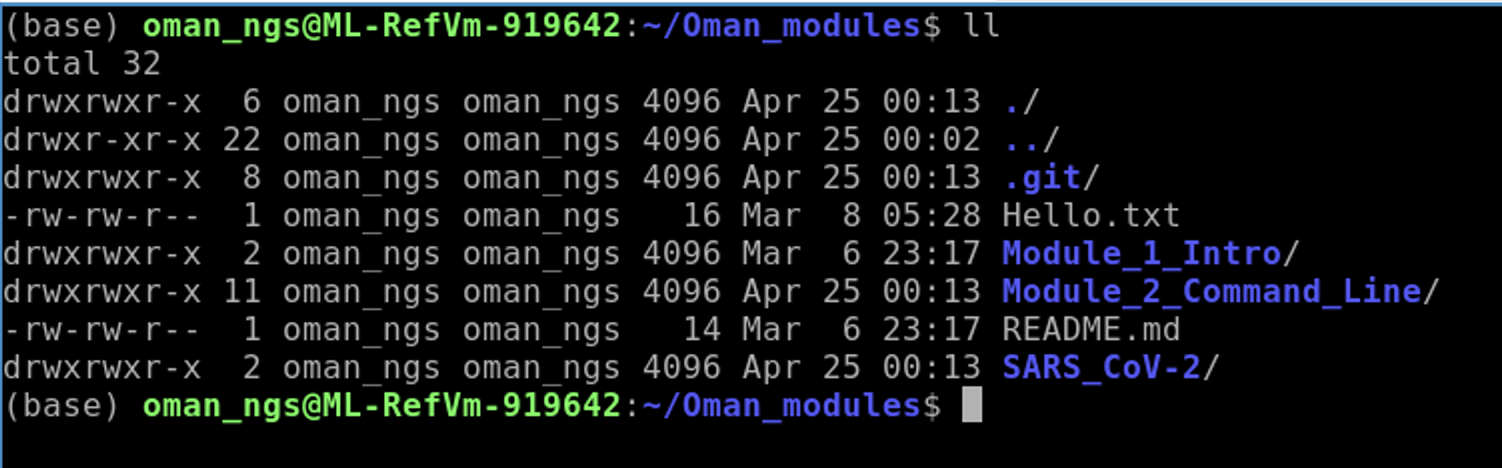 (base) oman_ngs@ML-RefVm-919642:~/Oman_modules$ ll
total 32
drwxrwxr-x  6 oman_ngs oman_ngs 4096 Apr 25 00:13 ./
drwxr-xr-x 22 oman_ngs oman_ngs 4096 Apr 25 00:02 ../
drwxrwxr-x  8 oman_ngs oman_ngs 4096 Apr 25 00:13 .git/
-rw-rw-r--  1 oman_ngs oman_ngs   16 Mar  8 05:28 Hello.txt
drwxrwxr-x  2 oman_ngs oman_ngs 4096 Mar  6 23:17 Module_1_Intro/
drwxrwxr-x 11 oman_ngs oman_ngs 4096 Apr 25 00:13 Module_2_Command_Line/
-rw-rw-r--  1 oman_ngs oman_ngs   14 Mar  6 23:17 README.md
drwxrwxr-x  2 oman_ngs oman_ngs 4096 Apr 25 00:13 SARS_CoV-2/
(base) oman_ngs@ML-RefVm-919642:~/Oman_modules$